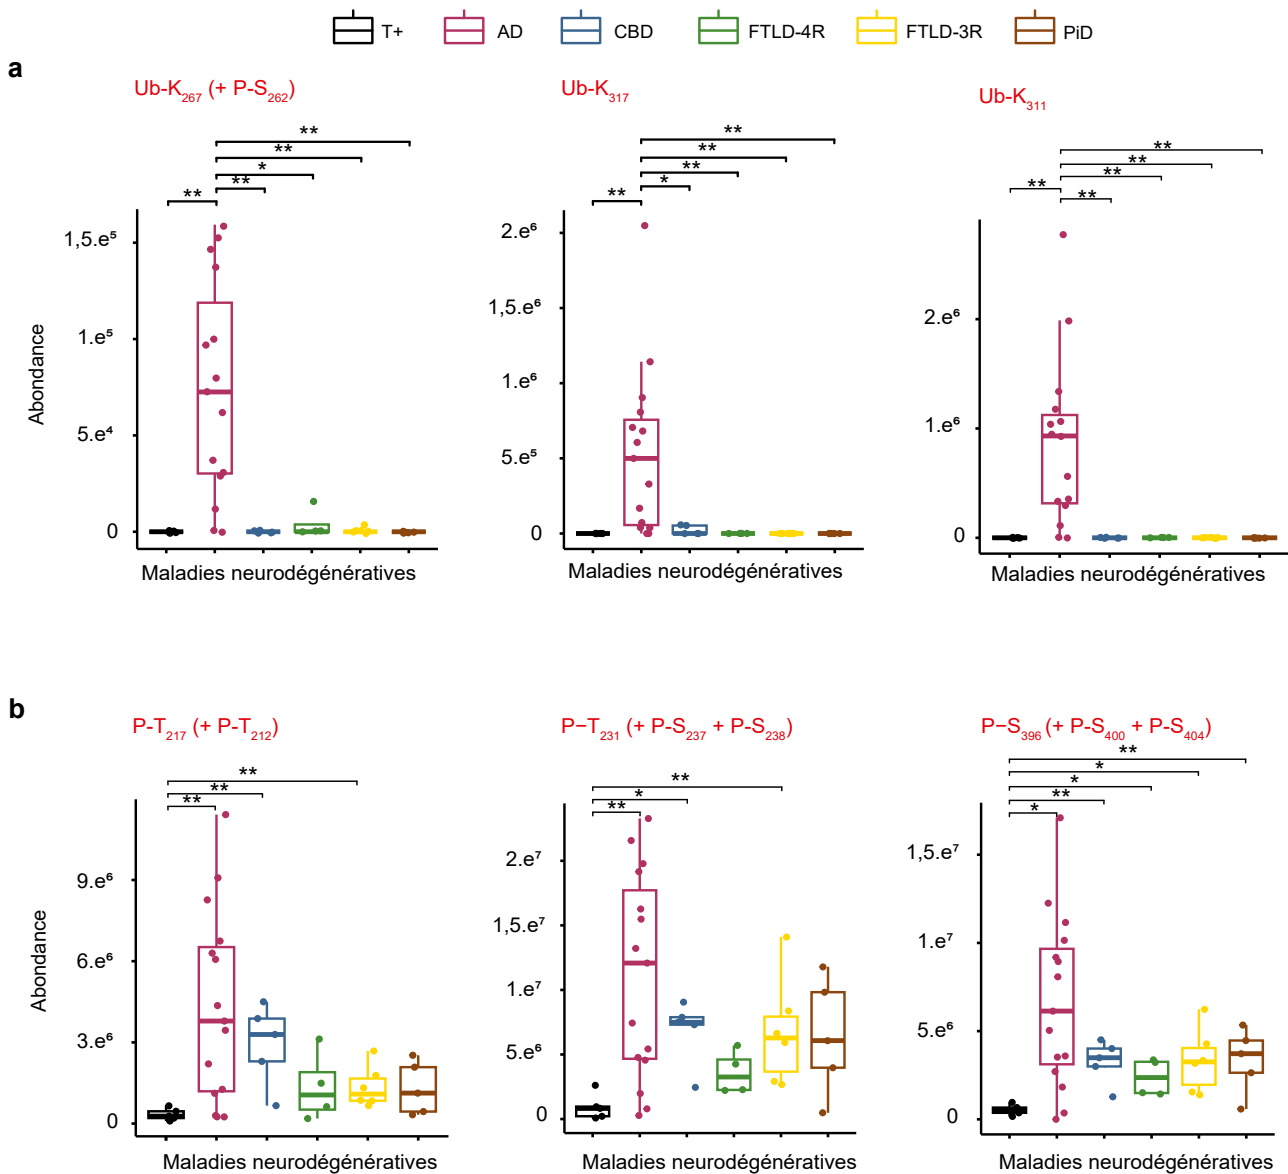 T+ AD CBD FTLD-4R FTLD-3R PiD
a
Ub-K267 (+ P-S262)
Ub-K317
Ub-K311
** ** * ** **
** * ** ** **
** ** ** ** **
Abondance
1,5.e⁵
1.e⁵
5.e⁴
0
2.e⁶
1,5.e⁶
1.e⁶
5.e⁵
0
2.e⁶
1.e⁶
0
Maladies neurodégénératives
Maladies neurodégénératives
Maladies neurodégénératives
b
P-T217 (+ P-T212)
P−T231 (+ P-S237 + P-S238)
P−S396 (+ P-S400 + P-S404)
** ** **
** * **
* ** * * **
Abondance
9.e⁶
6.e⁶
3.e⁶
0
2.e⁷
1,5.e⁷
1.e⁷
5.e⁶
0
1,5.e⁷
1.e⁷
5.e⁶
0
Maladies neurodégénératives
Maladies neurodégénératives
Maladies neurodégénératives